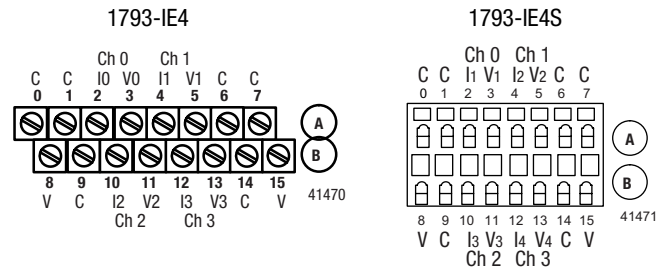 1793-IE4
Ch 0 Ch 1
C C I0 V0 I1 V1 C C
0 1 2 3 4 5 6 7
A
B
8 9 10 11 12 13 14 15
V C I2 V2 I3 V3 C V
Ch 2 Ch 3
41470
1793-IE4S
Ch 0 Ch 1
C C I1 V1 I2 V2 C C
0 1 2 3 4 5 6 7
A
B
8 9 10 11 12 13 14 15
V C I3 V3 I4 V4 C V
Ch 2 Ch 3
41471